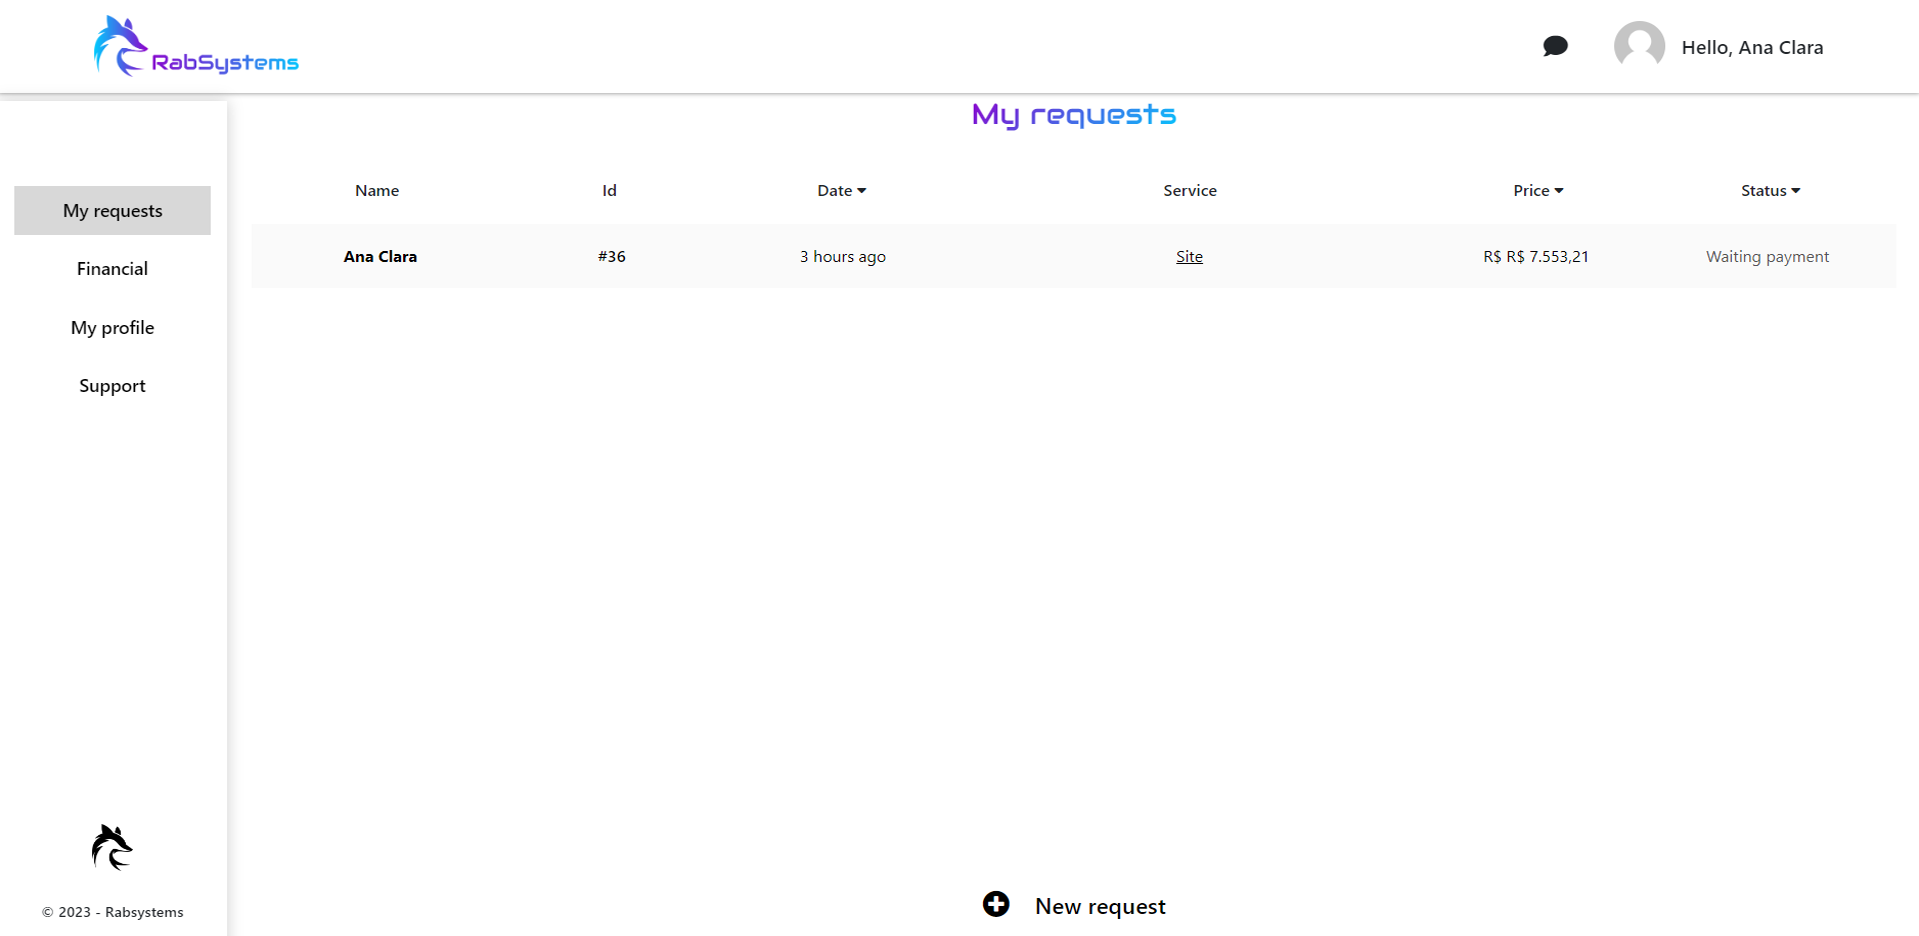 RabSystems
Hello, Ana Clara
My requests
My requests
Financial
My profile
Support
Name Id Date Service Price Status
Ana Clara #36 3 hours ago Site R$ R$ 7.553,21 Waiting payment
New request
© 2023 - Rabsystems